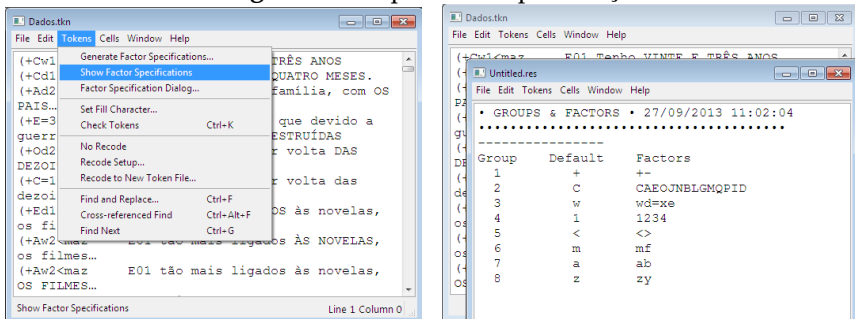 Dados.tkn
File Edit Tokens Cells Window Help
(+Cw1 TRÊS ANOS
(+Cd1 QUATRO MESES.
(+Ad2 família, com OS
PAIS…
(+E=3 que devido a
guerr ESTRUÍDAS
(+Od2 r volta DAS
DEZOI
(+C=1 r volta das
dezoi
(+Ed1 OS às novelas,
os fi
(+Aw2<maz E01 tão mais ligados ÀS NOVELAS,
os filmes…
(+Aw2<maz E01 tão mais ligados às novelas,
OS FILMES…
Generate Factor Specifications...
Show Factor Specifications
Factor Specification Dialog...
Set Fill Character...
Check Tokens Ctrl+K
No Recode
Recode Setup...
Recode to New Token File...
Find and Replace... Ctrl+F
Cross-referenced Find Ctrl+Alt+F
Find Next Ctrl+G
Show Factor Specifications Line 1 Column 0
Dados.tkn
File Edit Tokens Cells Window Help
(+Cw1<maz E01 Tenho VINTE E TRÊS ANOS
Untitled.res
File Edit Tokens Cells Window Help
• GROUPS & FACTORS • 27/09/2013 11:02:04
Group Default Factors
1 + +-
2 C CAEOJNBLGMQPID
3 w wd=xe
4 1 1234
5 < <>
6 m mf
7 a ab
8 z zy